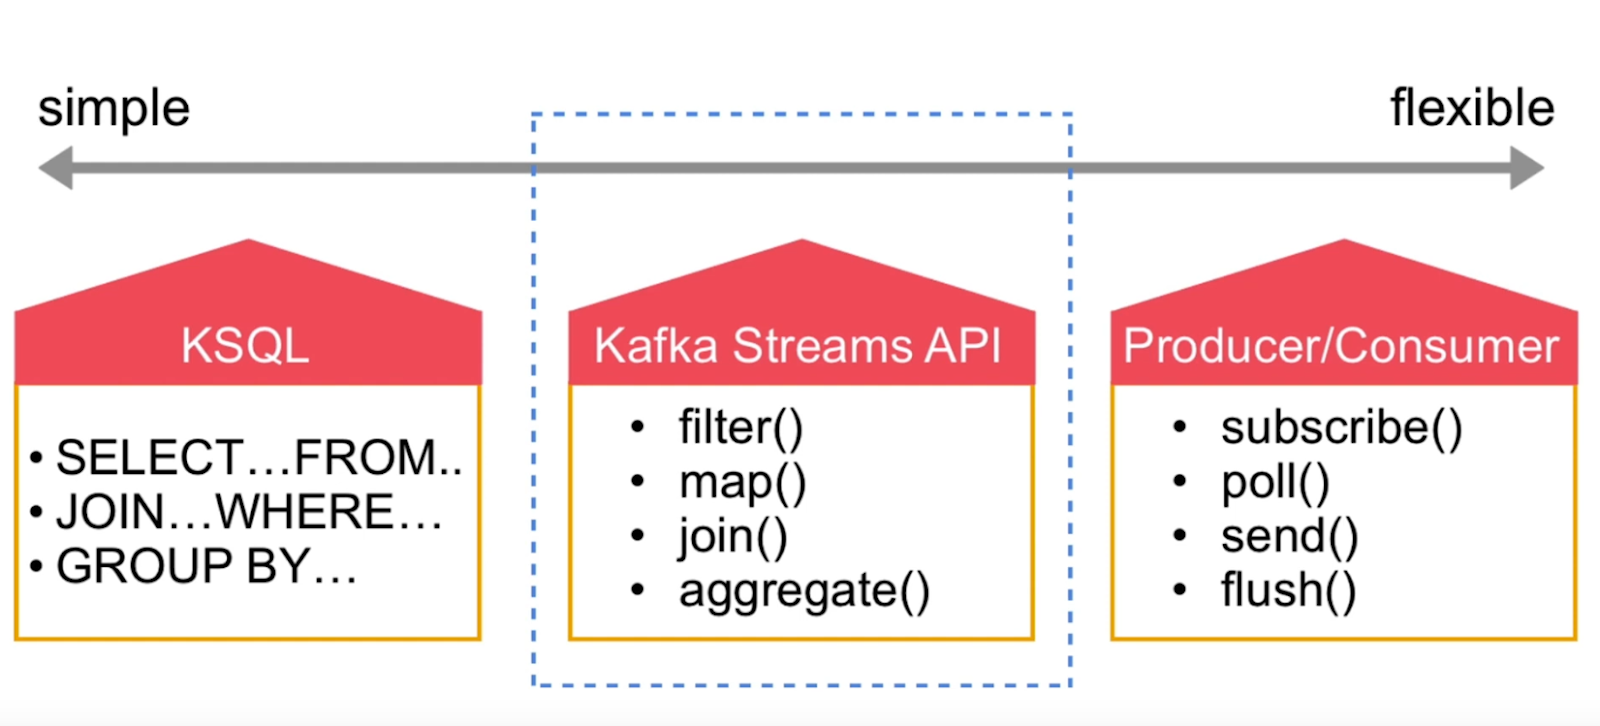 simple
flexible
KSQL
• SELECT…FROM..
• JOIN…WHERE…
• GROUP BY…
Kafka Streams API
• filter()
• map()
• join()
• aggregate()
Producer/Consumer
• subscribe()
• poll()
• send()
• flush()